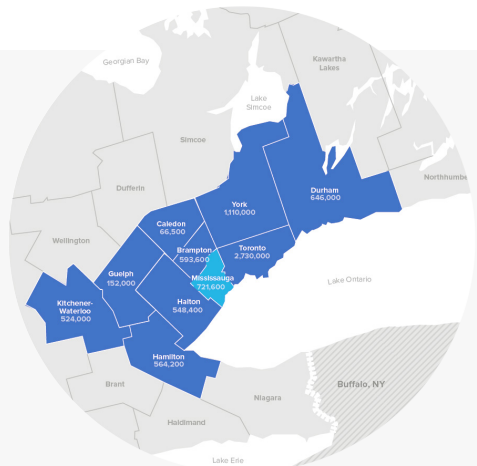 Georgian Bay
Kawartha
Lakes
Lake
Simcoe
Simcoe
Dufferin
Northumbe
Durham
646,000
York
1,110,000
Caledon
66,500
Wellington
Brampton
593,600
Toronto
2,730,000
Guelph
152,000
Mississauga
721,600
Lake Ontario
Kitchener-
Waterloo
524,000
Halton
548,400
Hamilton
564,200
Brant
Buffalo, NY
Niagara
Haldimand
Lake Erie